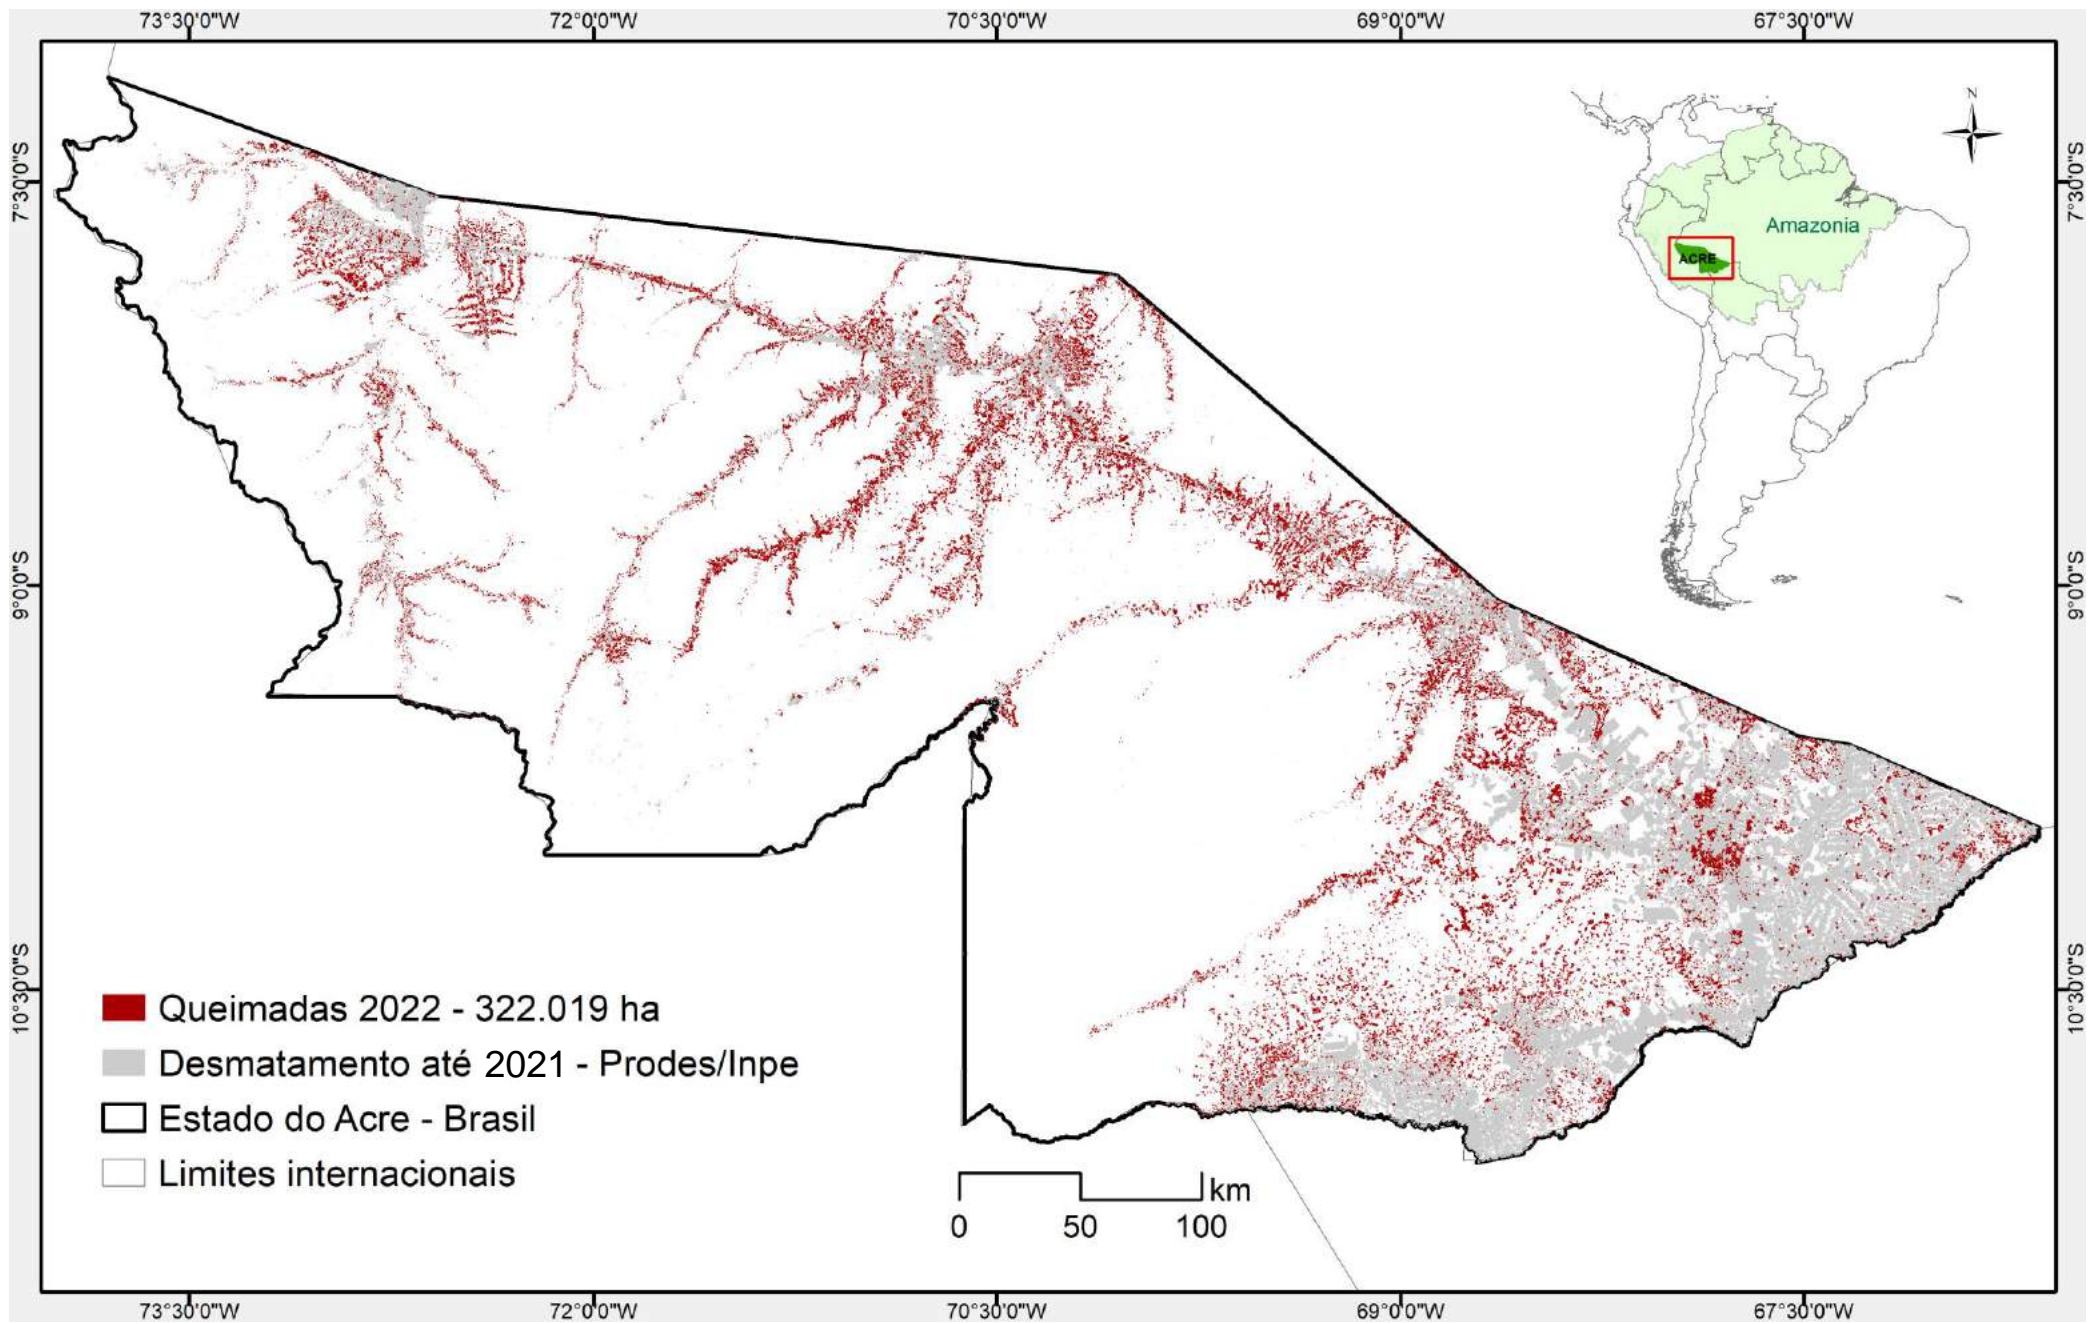 73°30'0"W 72°0'0"W 70°30'0"W 69°0'0"W 67°30'0"W
N
7°30'0"S
7°30'0"S
Amazonia
ACRE
9°0'0"S
9°0'0"S
10°30'0"S
10°30'0"S
Queimadas 2022 - 322.019 ha
Desmatamento até 2021 - Prodes/Inpe
Estado do Acre - Brasil
Limites internacionais
km
0 50 100
73°30'0"W 72°0'0"W 70°30'0"W 69°0'0"W 67°30'0"W